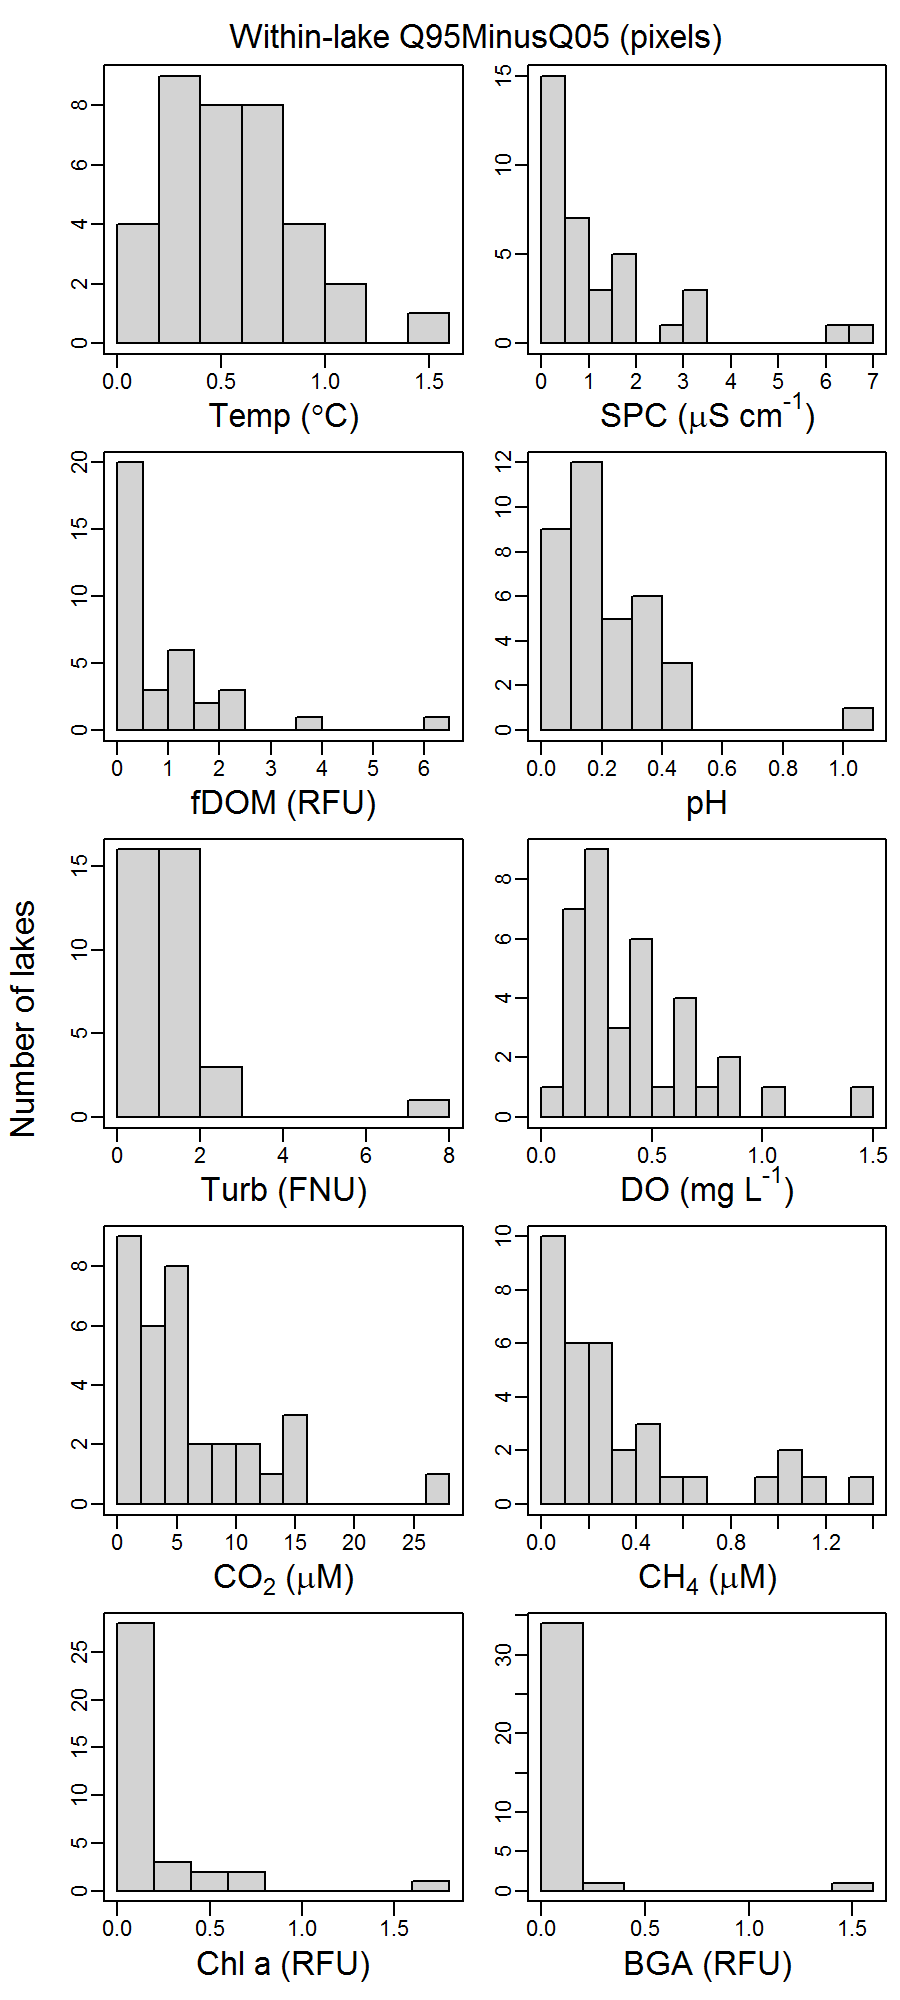 Within-lake Q95MinusQ05 (pixels)
Number of lakes
0 2 4 6 8
0.0 0.5 1.0 1.5
Temp (°C)
0 5 10 15
0 1 2 3 4 5 6 7
SPC (μS cm⁻¹)
0 5 10 15 20
0 1 2 3 4 5 6
fDOM (RFU)
0 2 4 6 8 10 12
0.0 0.2 0.4 0.6 0.8 1.0
pH
0 5 10 15
0 2 4 6 8
Turb (FNU)
0 2 4 6 8
0.0 0.5 1.0 1.5
DO (mg L⁻¹)
0 2 4 6 8
0 5 10 15 20 25
CO₂ (μM)
0 2 4 6 8 10
0.0 0.4 0.8 1.2
CH₄ (μM)
0 5 10 15 20 25
0.0 0.5 1.0 1.5
Chl a (RFU)
0 5 10 20 30
0.0 0.5 1.0 1.5
BGA (RFU)